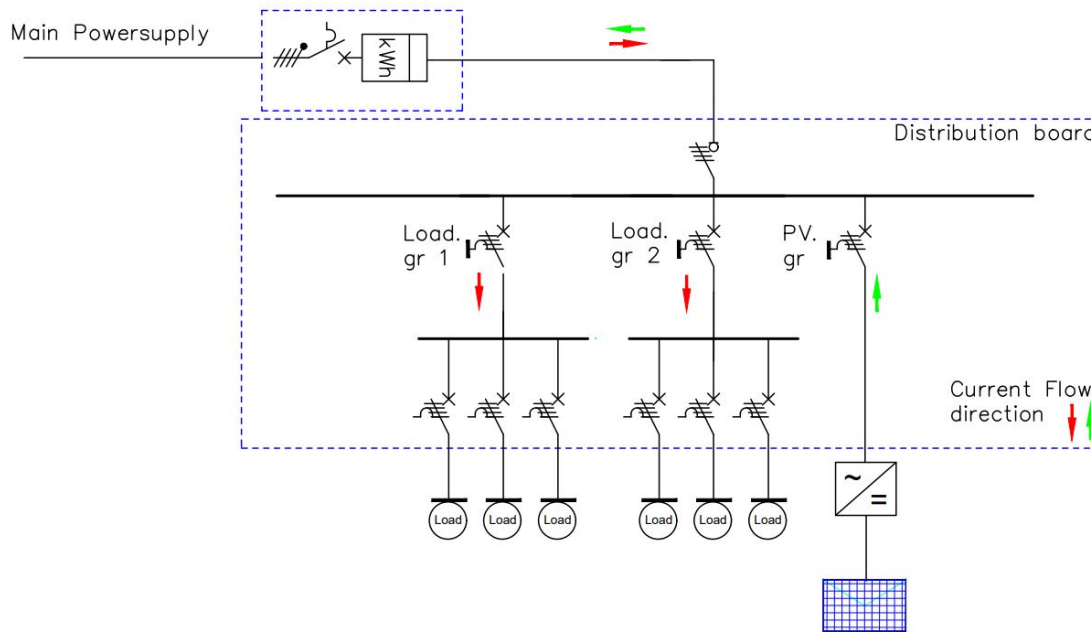 Main Powersupply
kWh
Distribution board
Load.
gr 1
Load.
gr 2
PV.
gr
Current Flow
direction
~
=
Load
Load
Load
Load
Load
Load